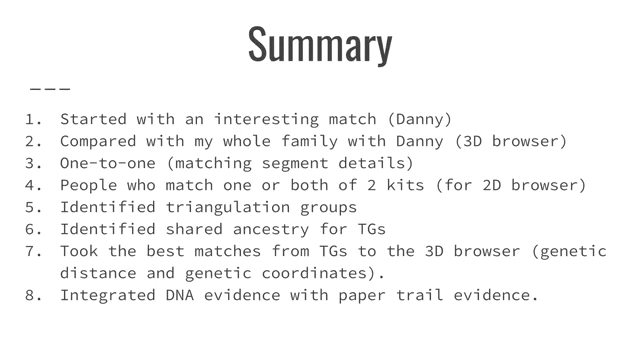 Summary
1. Started with an interesting match (Danny)
2. Compared with my whole family with Danny (3D browser)
3. One-to-one (matching segment details)
4. People who match one or both of 2 kits (for 2D browser)
5. Identified triangulation groups
6. Identified shared ancestry for TGs
7. Took the best matches from TGs to the 3D browser (genetic
distance and genetic coordinates).
8. Integrated DNA evidence with paper trail evidence.